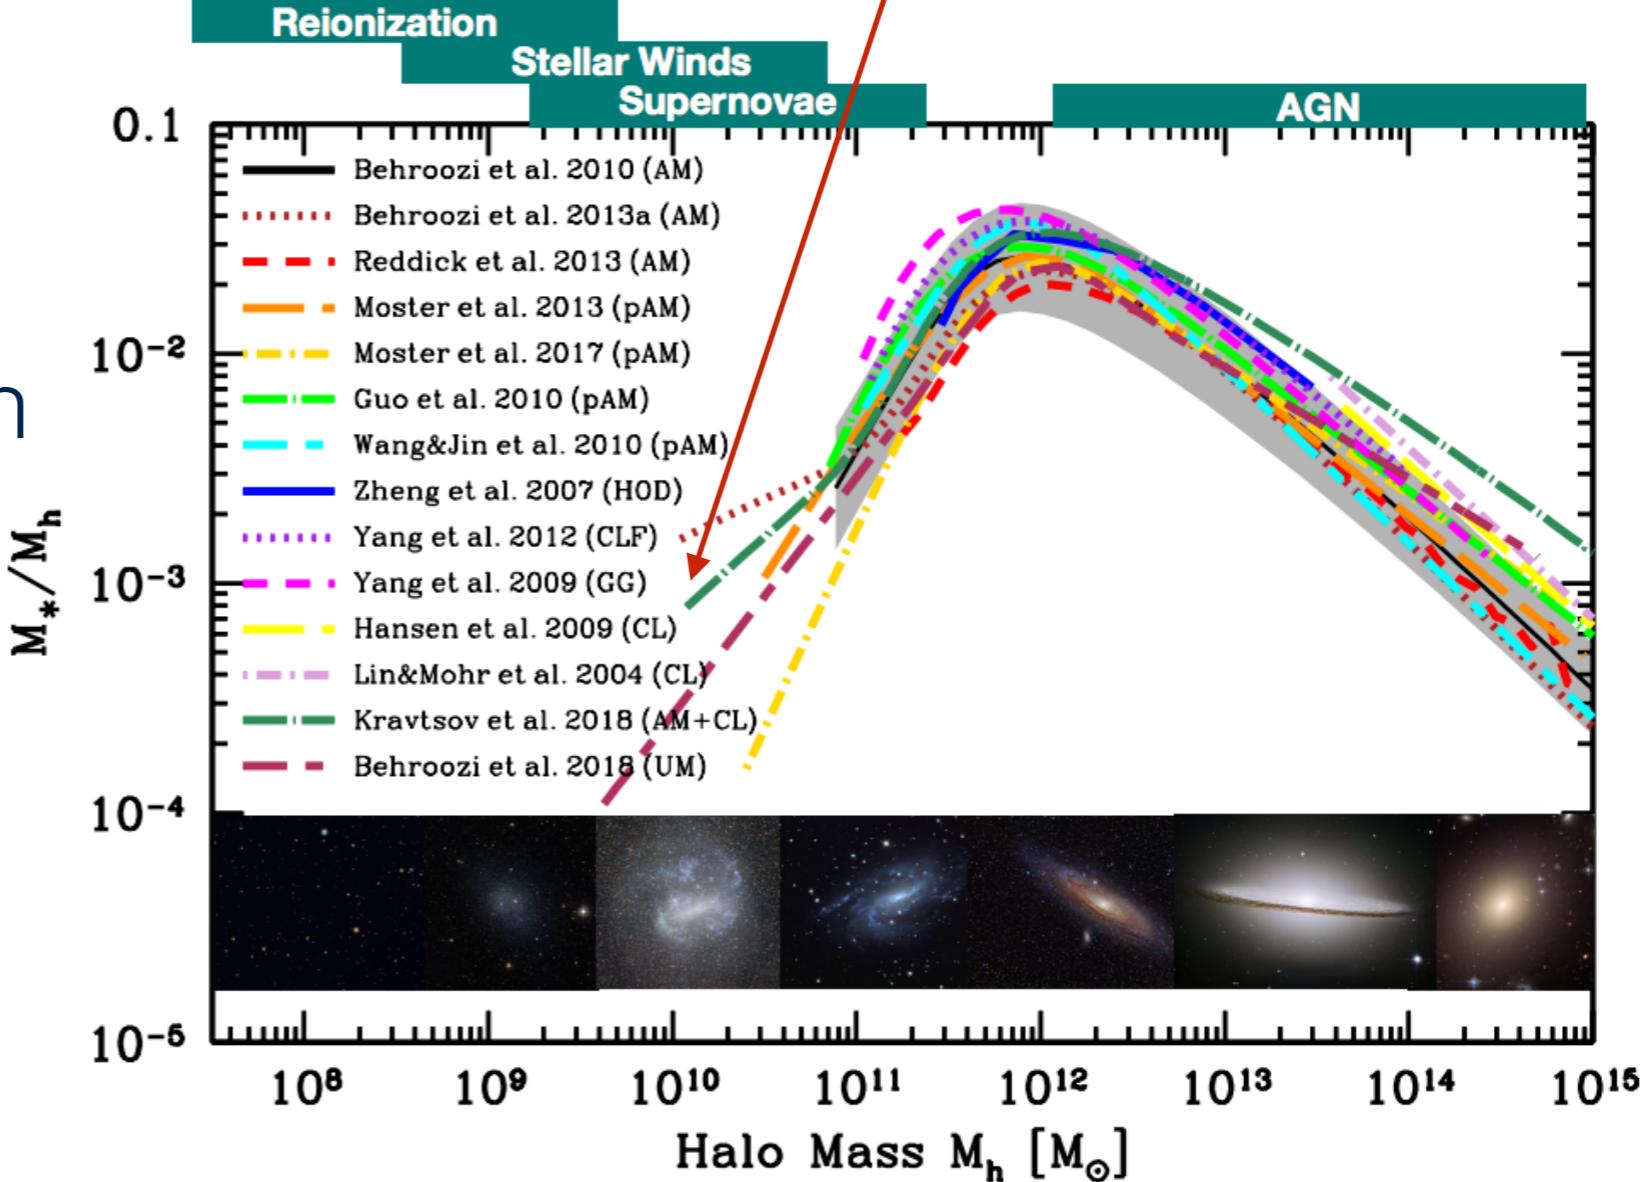 Reionization
Stellar Winds
Supernovae
AGN
0.1
10⁻²
10⁻³
10⁻⁴
10⁻⁵
n
M*/Mₕ
Behroozi et al. 2010 (AM)
Behroozi et al. 2013a (AM)
Reddick et al. 2013 (AM)
Moster et al. 2013 (pAM)
Moster et al. 2017 (pAM)
Guo et al. 2010 (pAM)
Wang&Jin et al. 2010 (pAM)
Zheng et al. 2007 (HOD)
Yang et al. 2012 (CLF)
Yang et al. 2009 (GG)
Hansen et al. 2009 (CL)
Lin&Mohr et al. 2004 (CL)
Kravtsov et al. 2018 (AM+CL)
Behroozi et al. 2018 (UM)
10⁸ 10⁹ 10¹⁰ 10¹¹ 10¹² 10¹³ 10¹⁴ 10¹⁵
Halo Mass Mₕ [M☉]